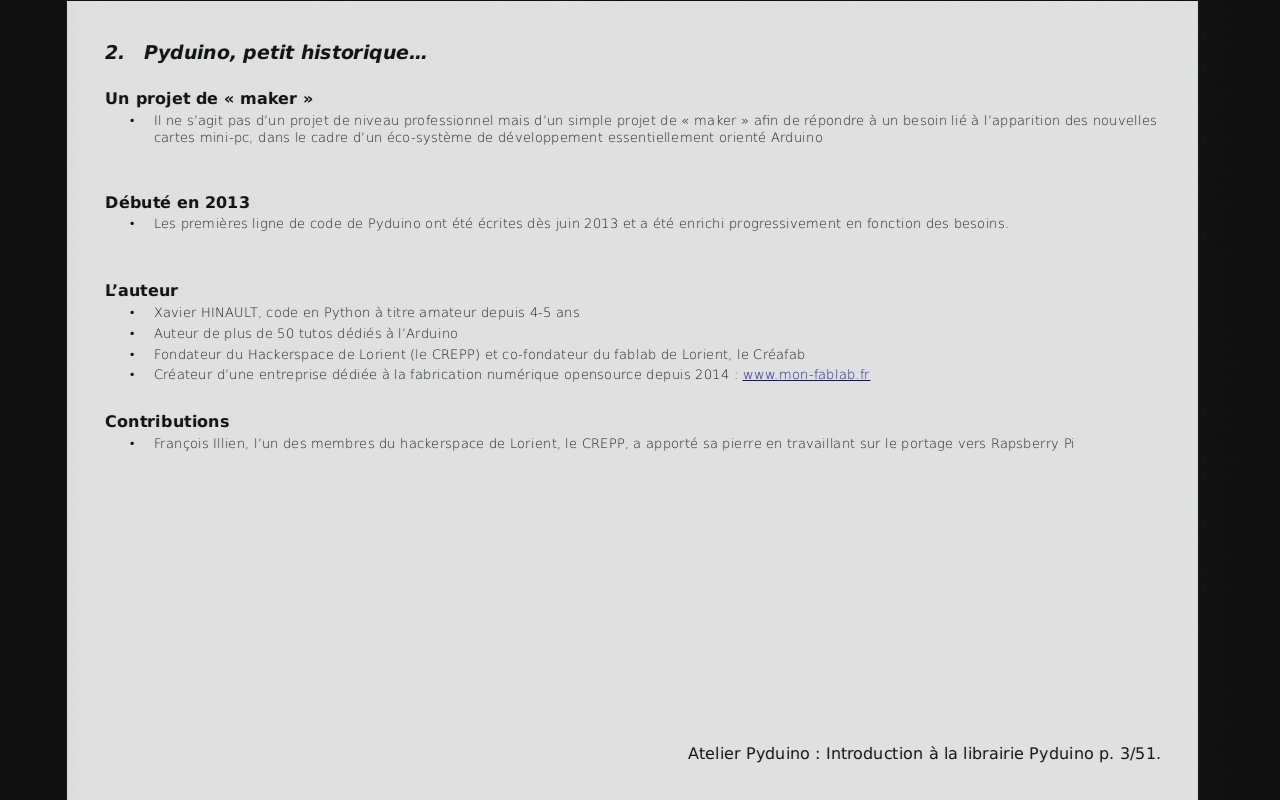 2. Pyduino, petit historique…
Un projet de « maker »
• Il ne s’agit pas d’un projet de niveau professionnel mais d’un simple projet de « maker » afin de répondre à un besoin lié à l’apparition des nouvelles
cartes mini-pc, dans le cadre d’un éco-système de développement essentiellement orienté Arduino
Débuté en 2013
• Les premières ligne de code de Pyduino ont été écrites dès juin 2013 et a été enrichi progressivement en fonction des besoins.
L’auteur
• Xavier HINAULT, code en Python à titre amateur depuis 4-5 ans
• Auteur de plus de 50 tutos dédiés à l’Arduino
• Fondateur du Hackerspace de Lorient (le CREPP) et co-fondateur du fablab de Lorient, le Créafab
• Créateur d’une entreprise dédiée à la fabrication numérique opensource depuis 2014 : www.mon-fablab.fr
Contributions
• François Illien, l’un des membres du hackerspace de Lorient, le CREPP, a apporté sa pierre en travaillant sur le portage vers Rapsberry Pi
Atelier Pyduino : Introduction à la librairie Pyduino p. 3/51.